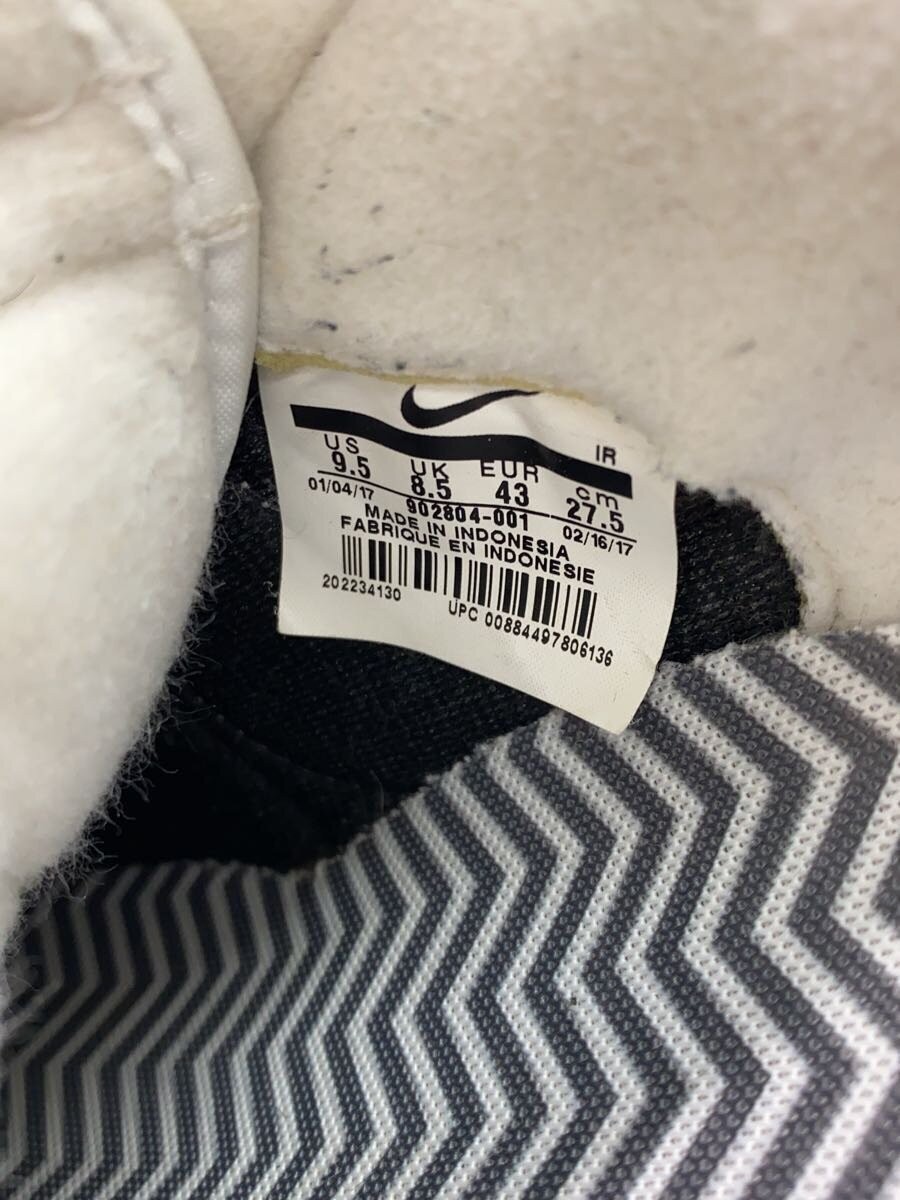 IR
US UK EUR cm
9.5 8.5 43 27.5
01/04/17 902804-001 02/16/17
MADE IN INDONESIA
FABRIQUE EN INDONESIE
202234130 UPC 00884497806136